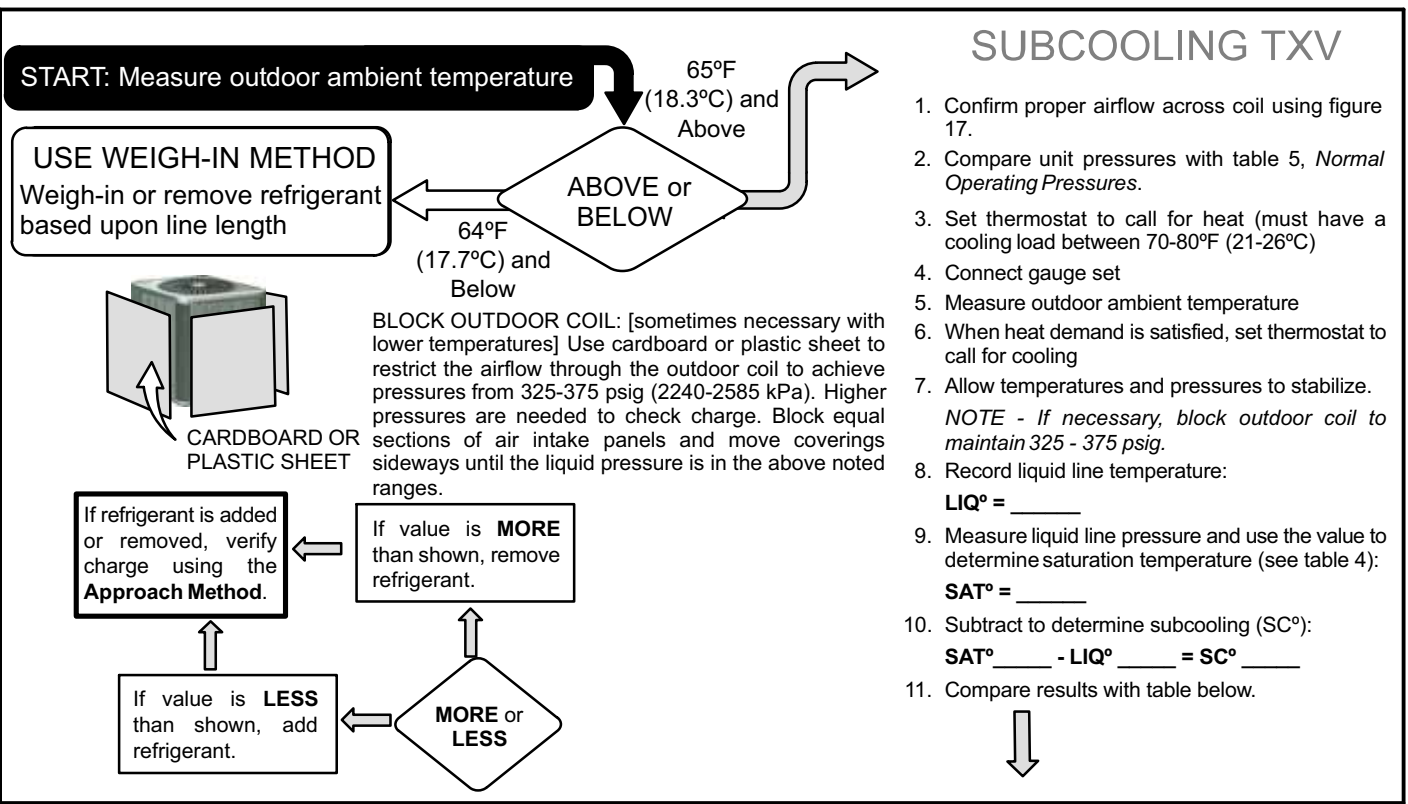 START: Measure outdoor ambient temperature
65ºF
(18.3ºC) and
Above
ABOVE or
BELOW
64ºF
(17.7ºC) and
Below
USE WEIGH-IN METHOD
Weigh-in or remove refrigerant
based upon line length
CARDBOARD OR
PLASTIC SHEET
BLOCK OUTDOOR COIL: [sometimes necessary with
lower temperatures] Use cardboard or plastic sheet to
restrict the airflow through the outdoor coil to achieve
pressures from 325-375 psig (2240-2585 kPa). Higher
pressures are needed to check charge. Block equal
sections of air intake panels and move coverings
sideways until the liquid pressure is in the above noted
ranges.
If refrigerant is added
or removed, verify
charge using the
Approach Method.
If value is MORE
than shown, remove
refrigerant.
If value is LESS
than shown, add
refrigerant.
MORE or
LESS
SUBCOOLING TXV
1. Confirm proper airflow across coil using figure
17.
2. Compare unit pressures with table 5, Normal
Operating Pressures.
3. Set thermostat to call for heat (must have a
cooling load between 70-80ºF (21-26ºC)
4. Connect gauge set
5. Measure outdoor ambient temperature
6. When heat demand is satisfied, set thermostat to
call for cooling
7. Allow temperatures and pressures to stabilize.
NOTE - If necessary, block outdoor coil to
maintain 325 - 375 psig.
8. Record liquid line temperature:
LIQº = ______
9. Measure liquid line pressure and use the value to
determine saturation temperature (see table 4):
SATº = ______
10. Subtract to determine subcooling (SCº):
SATº_____ - LIQº _____ = SCº _____
11. Compare results with table below.